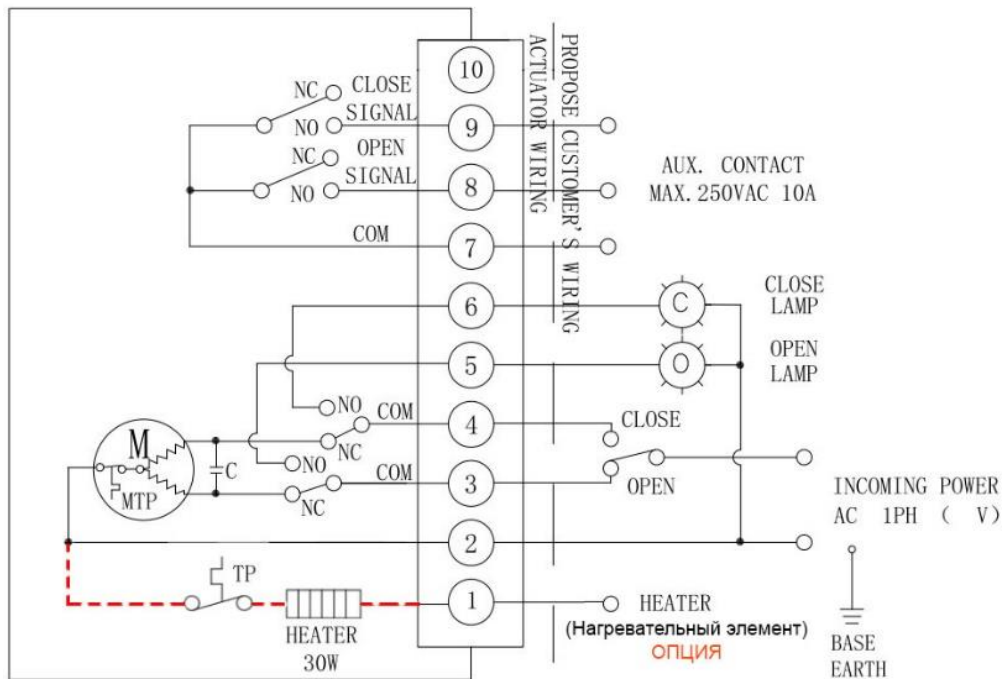 10
NC
CLOSE
SIGNAL
NO
9
OPEN
NC
SIGNAL
NO
8
COM
7
ACTUATOR WIRING
PROPOSE CUSTOMER'S WIRING
AUX. CONTACT
MAX. 250VAC 10A
6
C
CLOSE
LAMP
5
O
OPEN
LAMP
NO
COM
4
CLOSE
M
NC
C
NO
COM
3
OPEN
MTP
NC
INCOMING POWER
AC 1PH ( V)
2
TP
1
HEATER
HEATER
30W
(Нагревательный элемент)
ОПЦИЯ
BASE
EARTH